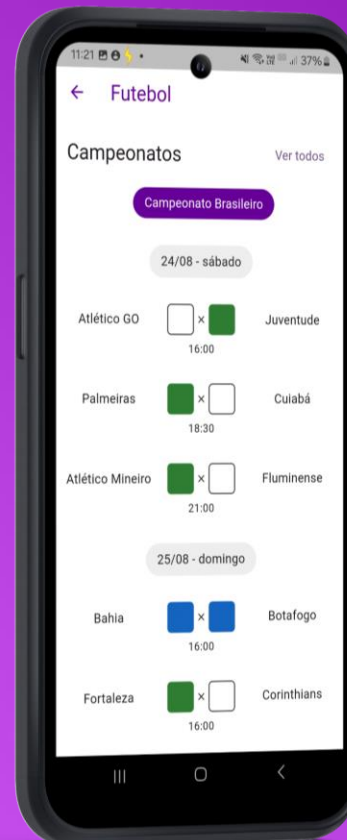 11:21 37%
← Futebol
Campeonatos Ver todos
Campeonato Brasileiro
24/08 - sábado
Atlético GO × Juventude
16:00
Palmeiras × Cuiabá
18:30
Atlético Mineiro × Fluminense
21:00
25/08 - domingo
Bahia × Botafogo
16:00
Fortaleza × Corinthians
16:00